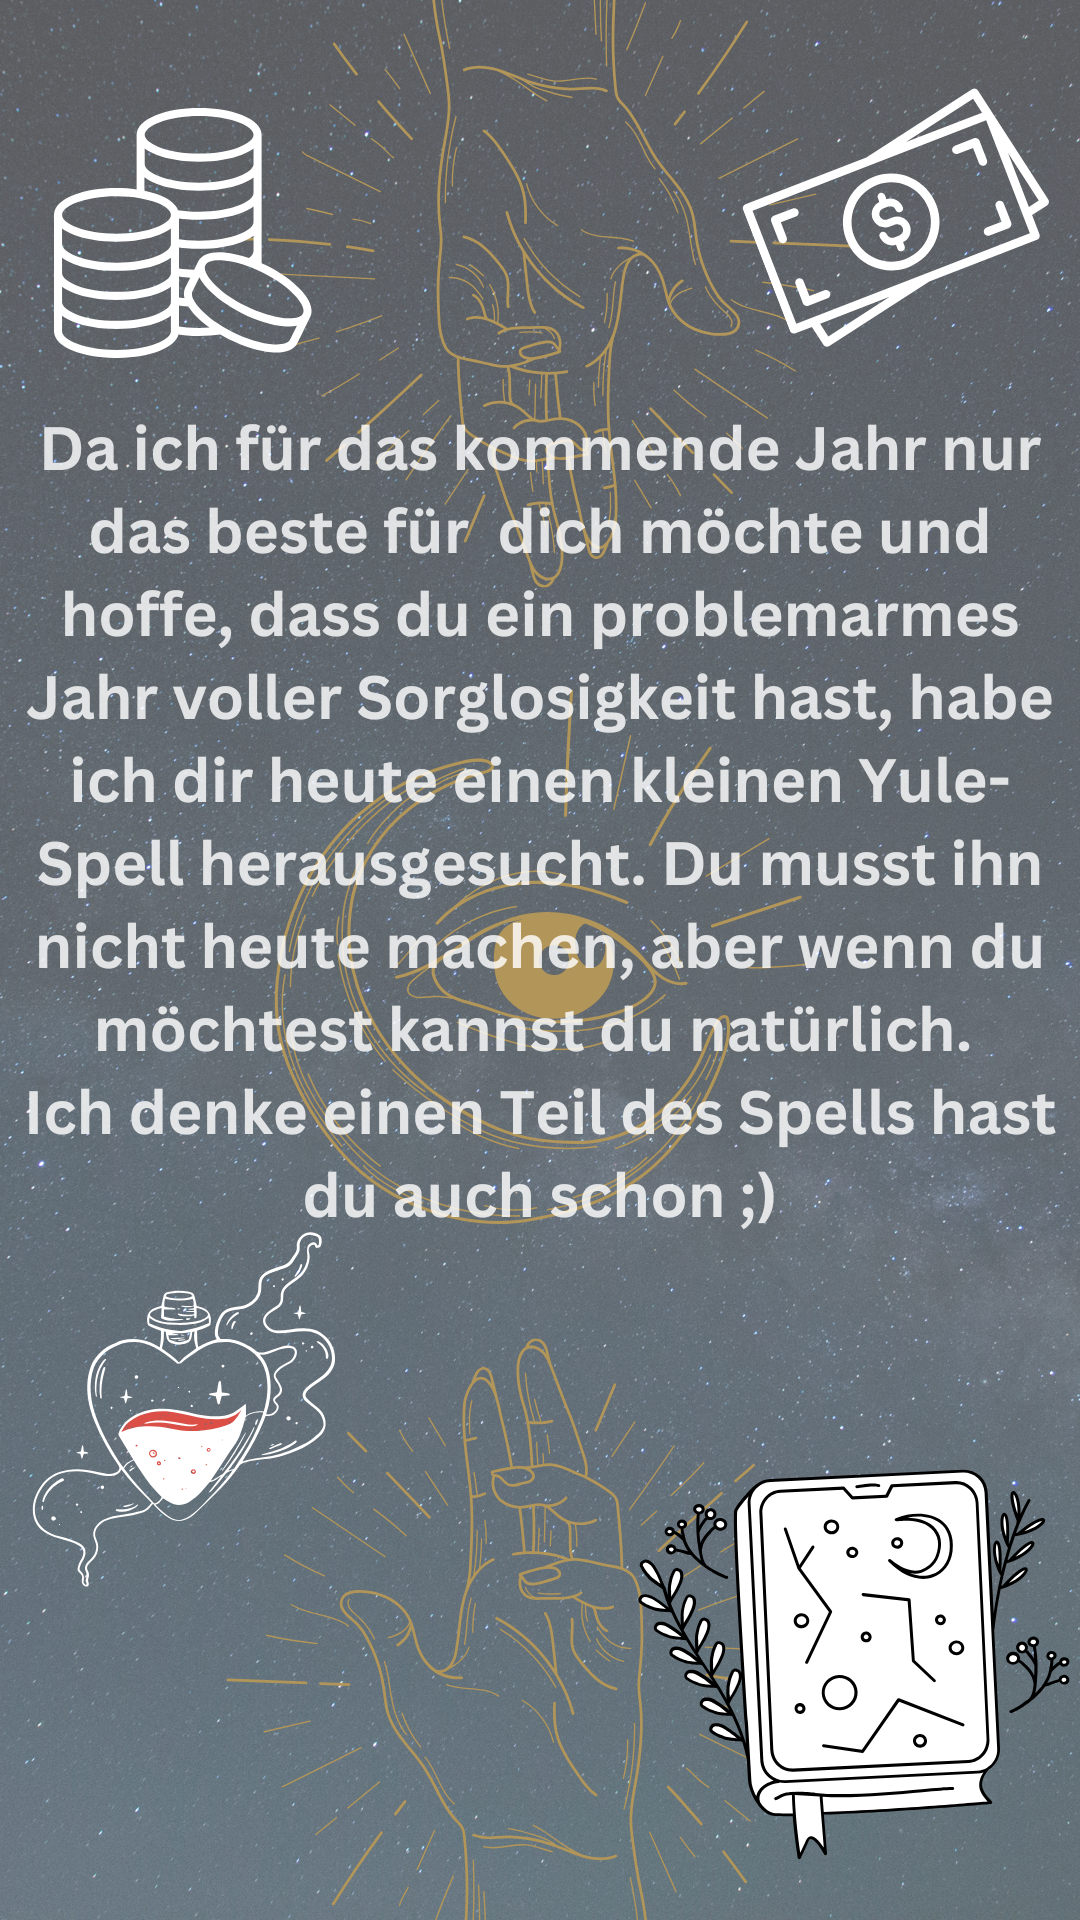 $
Da ich für das kommende Jahr nur
das beste für  dich möchte und
hoffe, dass du ein problemarmes
Jahr voller Sorglosigkeit hast, habe
ich dir heute einen kleinen Yule-
Spell herausgesucht. Du musst ihn
nicht heute machen, aber wenn du
möchtest kannst du natürlich.
Ich denke einen Teil des Spells hast
du auch schon ;)